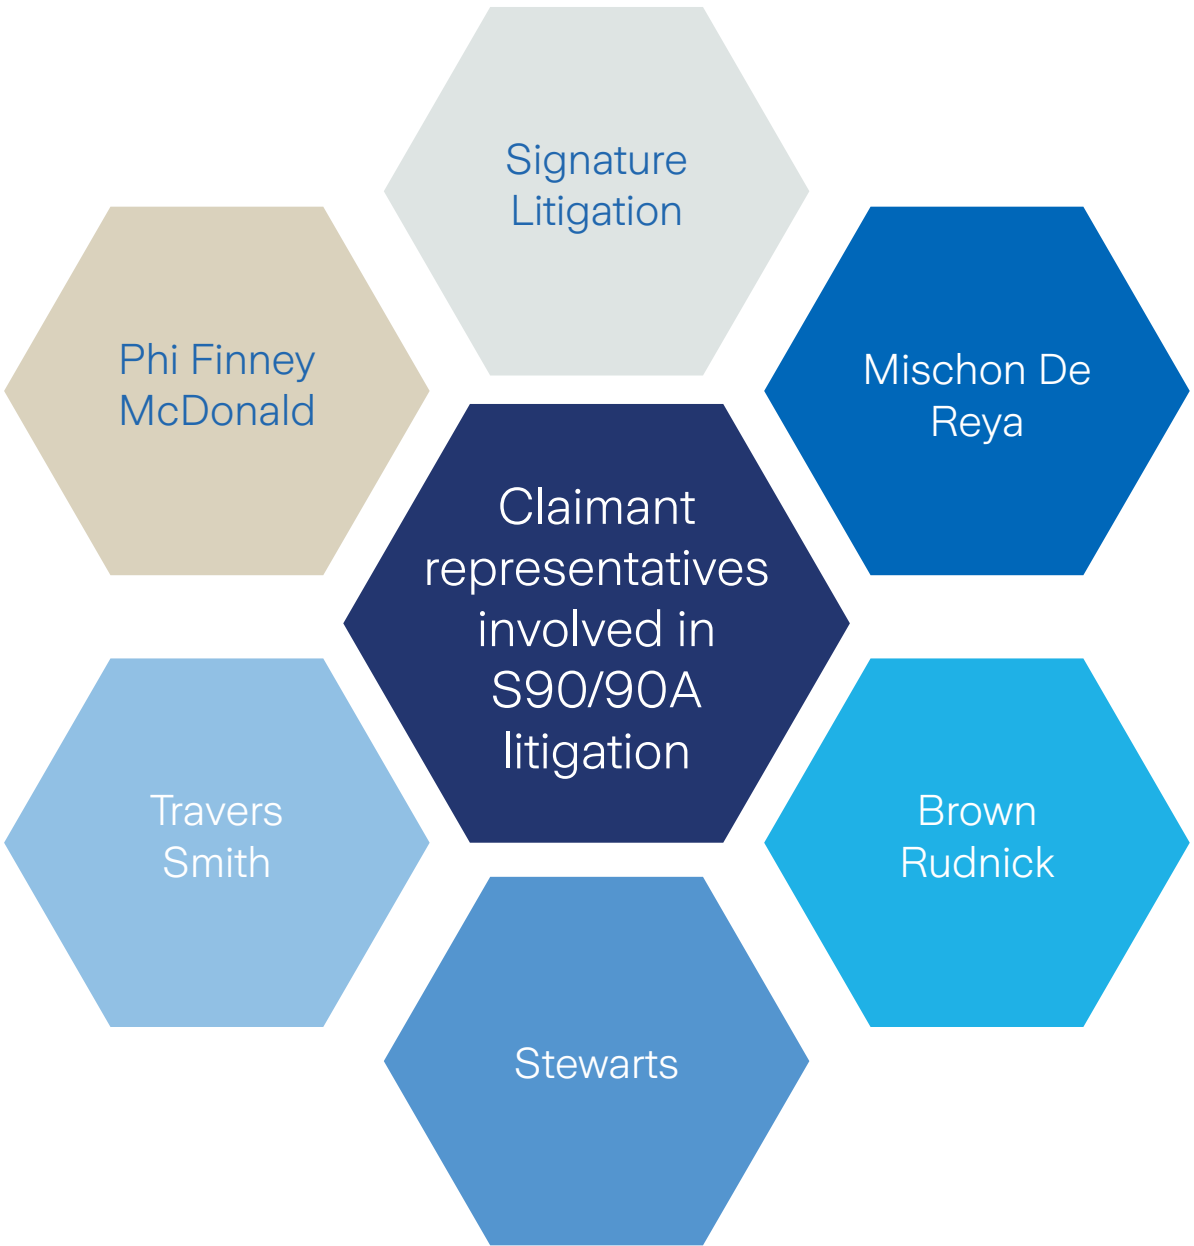 Signature
Litigation
Phi Finney
McDonald
Mischon De
Reya
Claimant
representatives
involved in
S90/90A
litigation
Travers
Smith
Brown
Rudnick
Stewarts